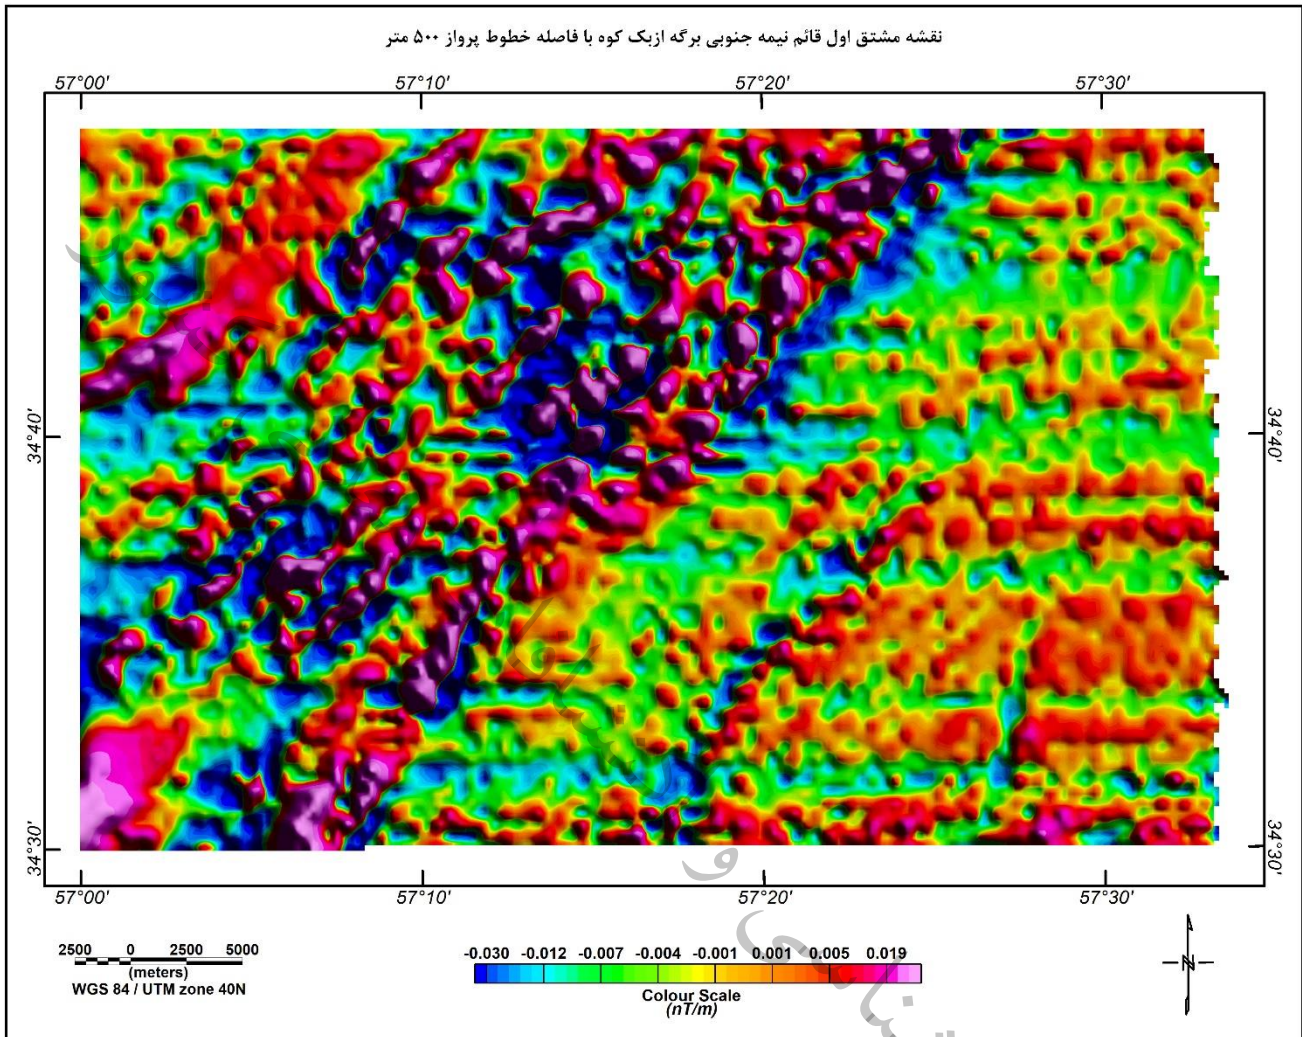 نقشه مشتق اول قائم نیمه جنوبی برگه ازبک کوه با فاصله خطوط پرواز ۵۰۰ متر
57°00' 57°10' 57°20' 57°30'
34°40' 34°40'
34°30' 34°30'
57°00' 57°10' 57°20' 57°30'
2500 0 2500 5000
(meters)
WGS 84 / UTM zone 40N
-0.030 -0.012 -0.007 -0.004 -0.001 0.001 0.005 0.019
Colour Scale
(nT/m)
N